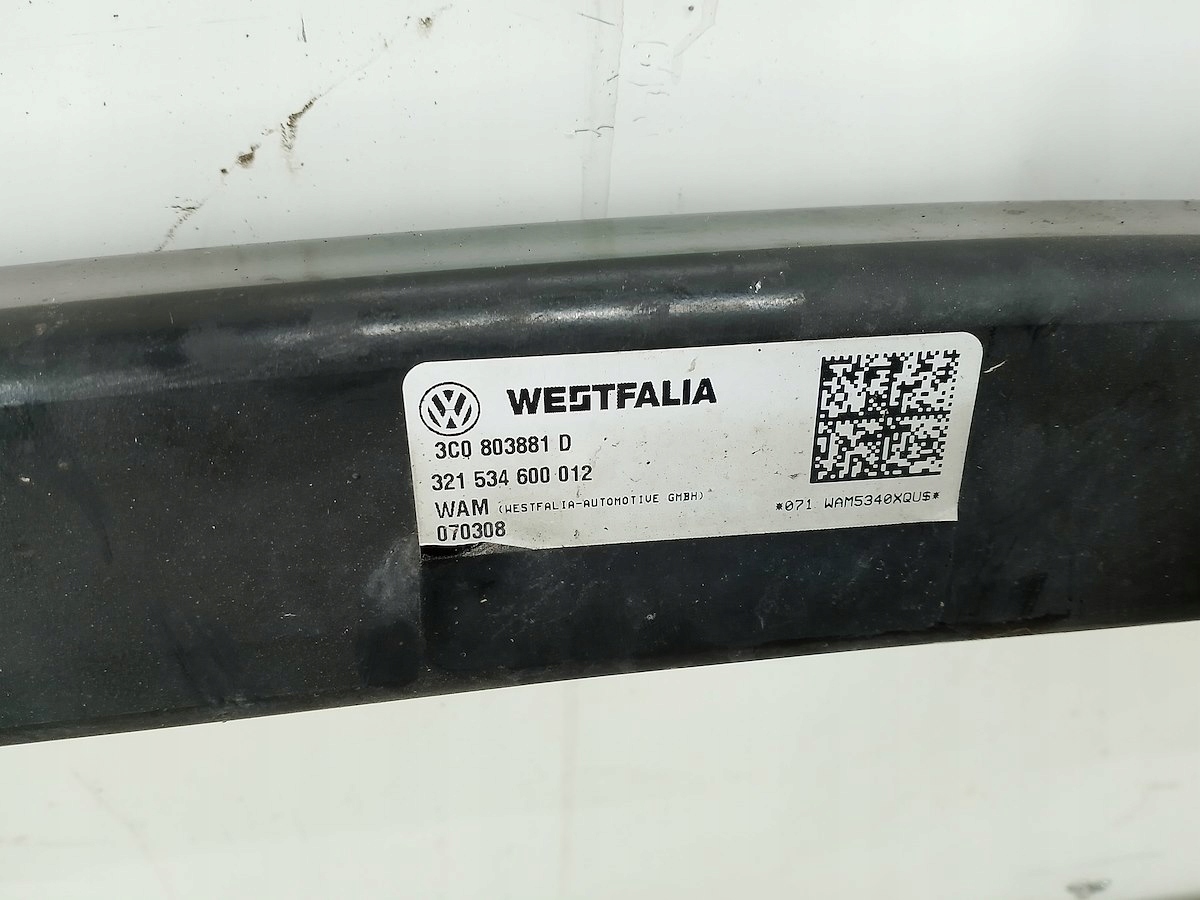 WESTFALIA
3C0 803881 D
321 534 600 012
WAM (WESTFALIA-AUTOMOTIVE GMBH)
070308
*071 WAM5340XQU$*